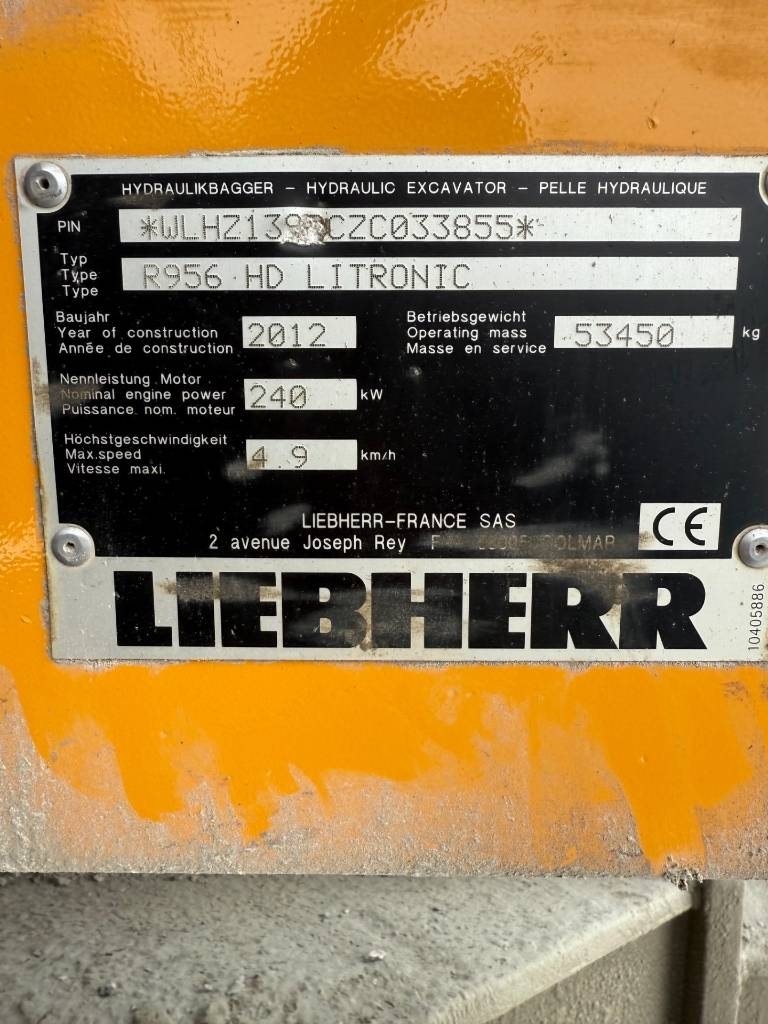 HYDRAULIKBAGGER - HYDRAULIC EXCAVATOR - PELLE HYDRAULIQUE
PIN
Typ
Type R956 HD LITRONIC
Type
Baujahr
Year of construction 2012
Année de construction
Betriebsgewicht
Operating mass 53450 kg
Masse en service
Nennleistung Motor
Nominal engine power 240 kW
Puissance nom. moteur
Höchstgeschwindigkeit
Max.speed 4.9 km/h
Vitesse maxi.
LIEBHERR-FRANCE SAS
2 avenue Joseph Rey COLMAR
CE
LIEBHERR
10405886